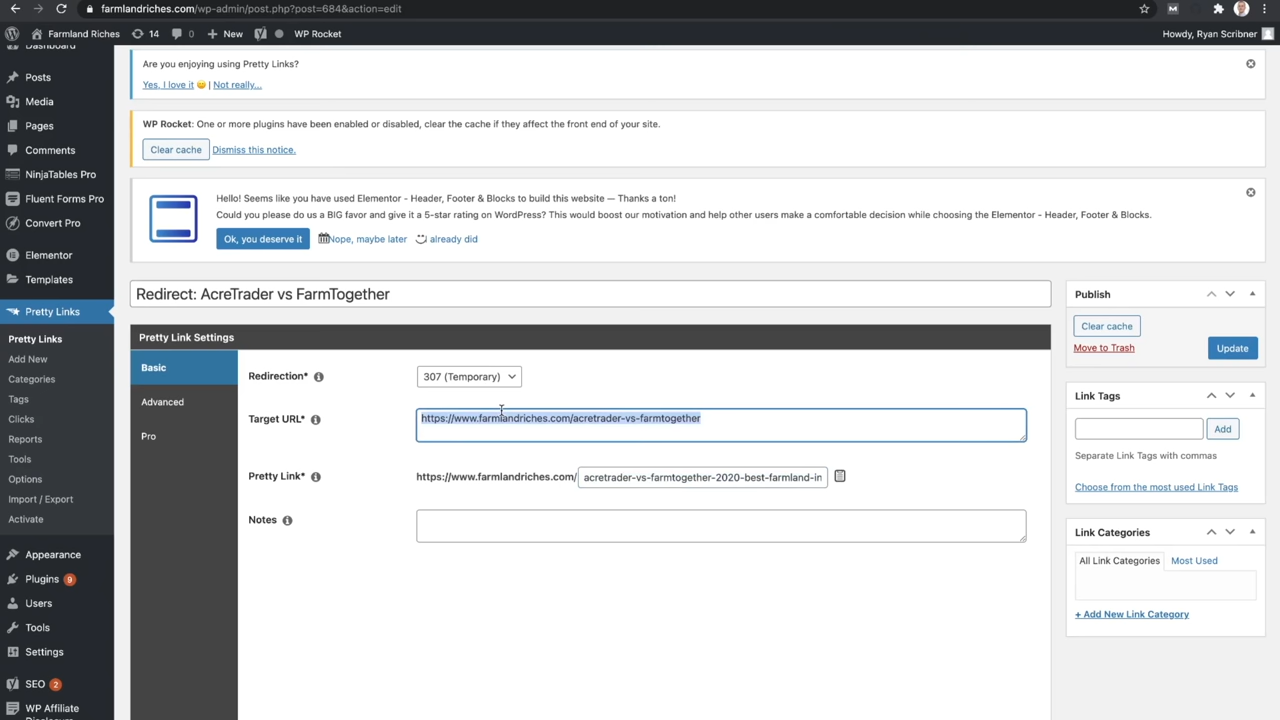 farmlandriches.com/wp-admin/post.php?post=684&action=edit
Farmland Riches
14
0
New
WP Rocket
Howdy, Ryan Scribner
Dashboard
Posts
Media
Pages
Comments
NinjaTables Pro
Fluent Forms Pro
Convert Pro
Elementor
Templates
Pretty Links
Pretty Links
Add New
Categories
Tags
Clicks
Reports
Tools
Options
Import / Export
Activate
Appearance
Plugins 9
Users
Tools
Settings
SEO 2
WP Affiliate
Disclosure
Are you enjoying using Pretty Links?
Yes, I love it 😀 | Not really...
WP Rocket: One or more plugins have been enabled or disabled, clear the cache if they affect the front end of your site.
Clear cache Dismiss this notice.
Hello! Seems like you have used Elementor - Header, Footer & Blocks to build this website — Thanks a ton!
Could you please do us a BIG favor and give it a 5-star rating on WordPress? This would boost our motivation and help other users make a comfortable decision while choosing the Elementor - Header, Footer & Blocks.
Ok, you deserve it Nope, maybe later already did
Redirect: AcreTrader vs FarmTogether
Pretty Link Settings
Basic
Advanced
Pro
Redirection* 307 (Temporary)
Target URL* https://www.farmlandriches.com/acretrader-vs-farmtogether
Pretty Link* https://www.farmlandriches.com/ acretrader-vs-farmtogether-2020-best-farmland-in
Notes
Publish
Clear cache
Move to Trash Update
Link Tags
Add
Separate Link Tags with commas
Choose from the most used Link Tags
Link Categories
All Link Categories Most Used
+ Add New Link Category